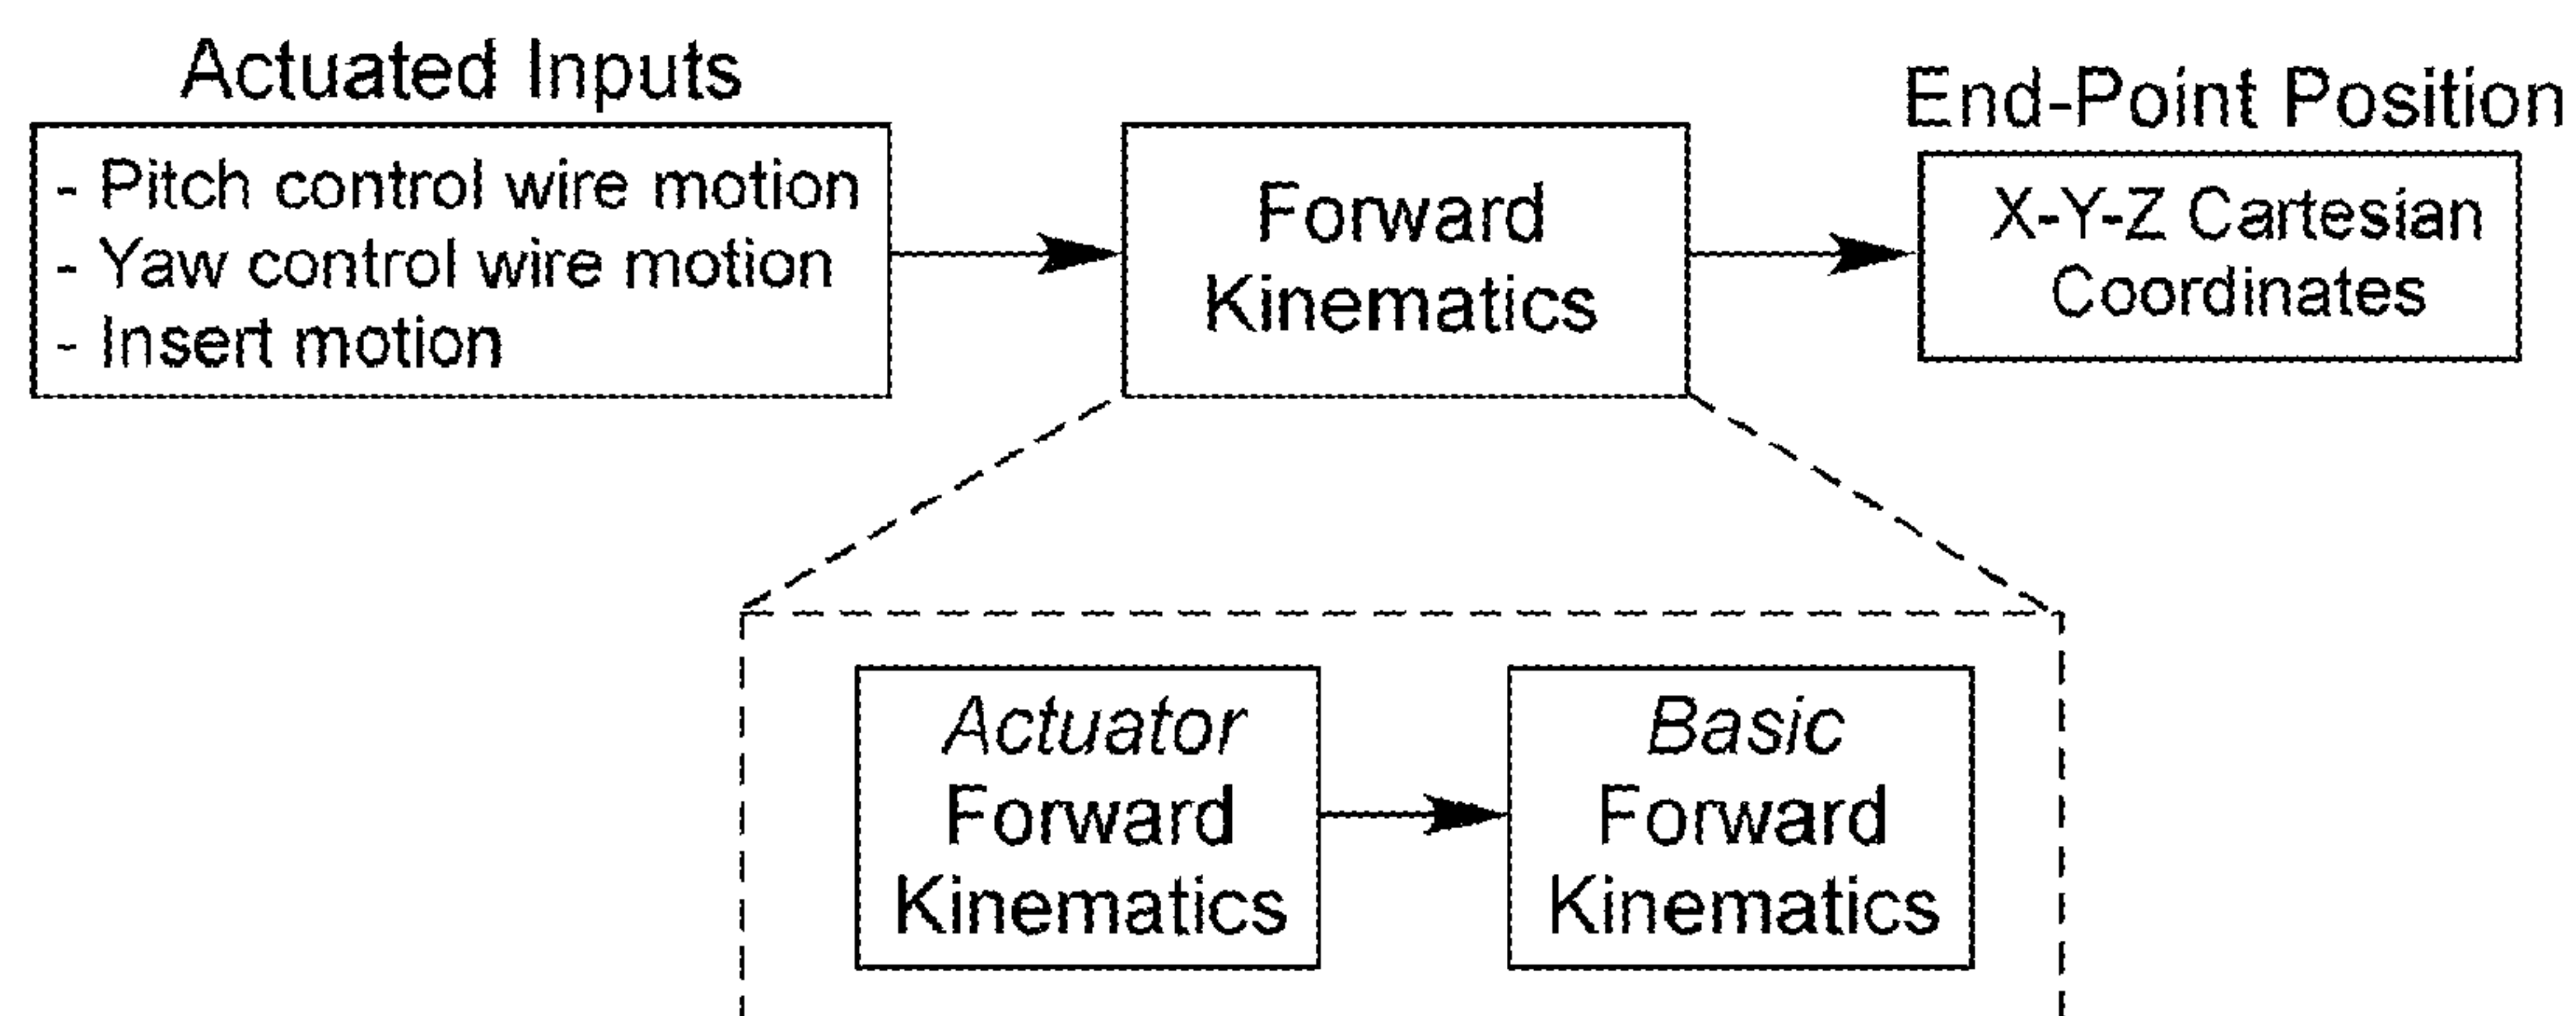 Actuated Inputs
- Pitch control wire motion
- Yaw control wire motion
- Insert motion
Forward
Kinematics
End-Point Position
X-Y-Z Cartesian
Coordinates
Actuator
Forward
Kinematics
Basic
Forward
Kinematics